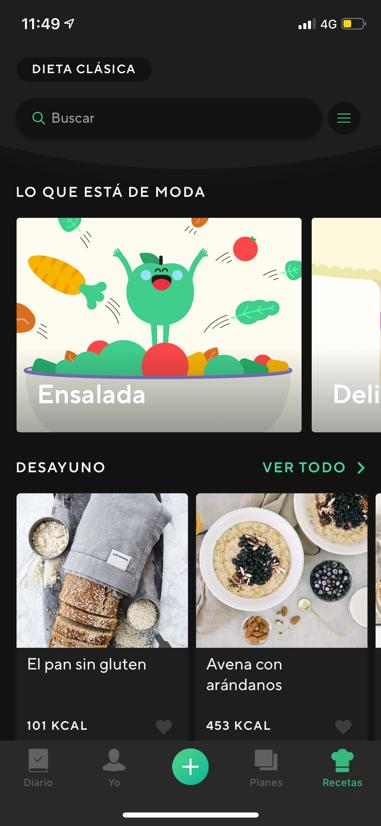 11:49
4G
DIETA CLÁSICA
Buscar
LO QUE ESTÁ DE MODA
Ensalada
Deli
DESAYUNO
VER TODO
El pan sin gluten
101 KCAL
Avena con
arándanos
453 KCAL
Diario
Yo
Planes
Recetas